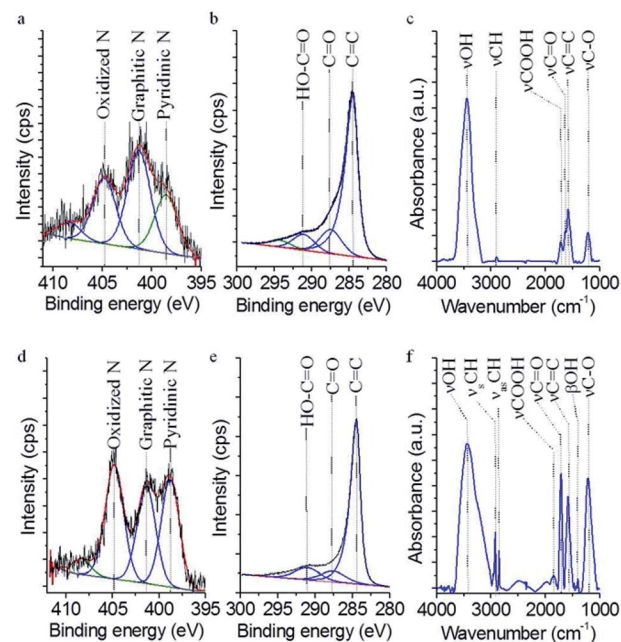 a
Oxidized N
Graphitic N
Pyridinic N
Intensity (cps)
410 405 400 395
Binding energy (eV)
b
HO-C=O
C=O
C=C
Intensity (cps)
299 295 290 285 280
Binding energy (eV)
c
νOH
νCH
νCOOH
νC=O
νC=C
νC-O
Absorbance (a.u.)
4000 3000 2000 1000
Wavenumber (cm⁻¹)
d
Oxidized N
Graphitic N
Pyridinic N
Intensity (cps)
410 405 400 395
Binding energy (eV)
e
HO-C=O
C=O
C=C
Intensity (cps)
300 295 290 285 280
Binding energy (eV)
f
νOH
νₛCH
νₐₛCH
νCOOH
νC=O
νC=C
βOH
νC-O
Absorbance (a.u.)
4000 3000 2000 1000
Wavenumber (cm⁻¹)